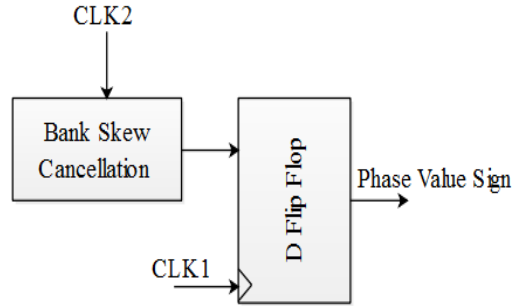 CLK2
Bank Skew
Cancellation
D Flip Flop
Phase Value Sign
CLK1